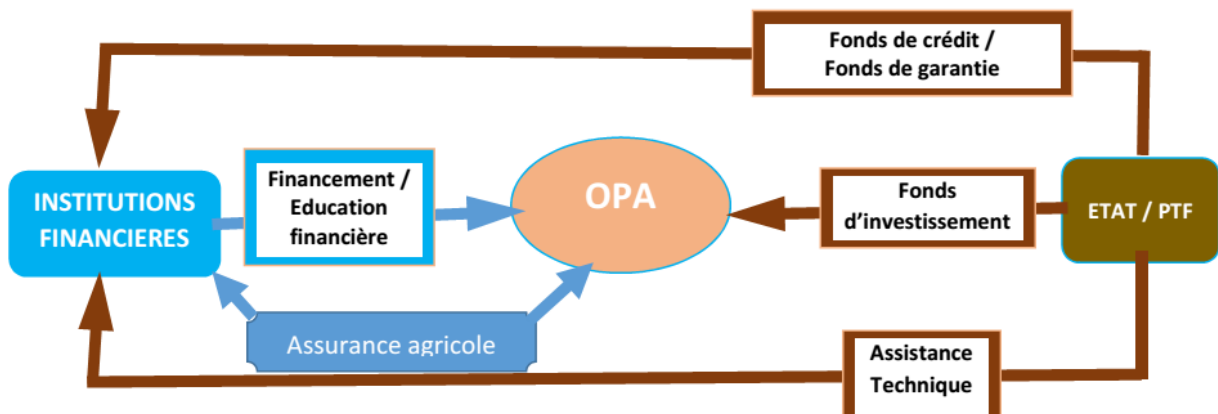 Fonds de crédit /
Fonds de garantie
INSTITUTIONS
FINANCIERES
Financement /
Education
financière
OPA
Fonds
d'investissement
ETAT / PTF
Assurance agricole
Assistance
Technique